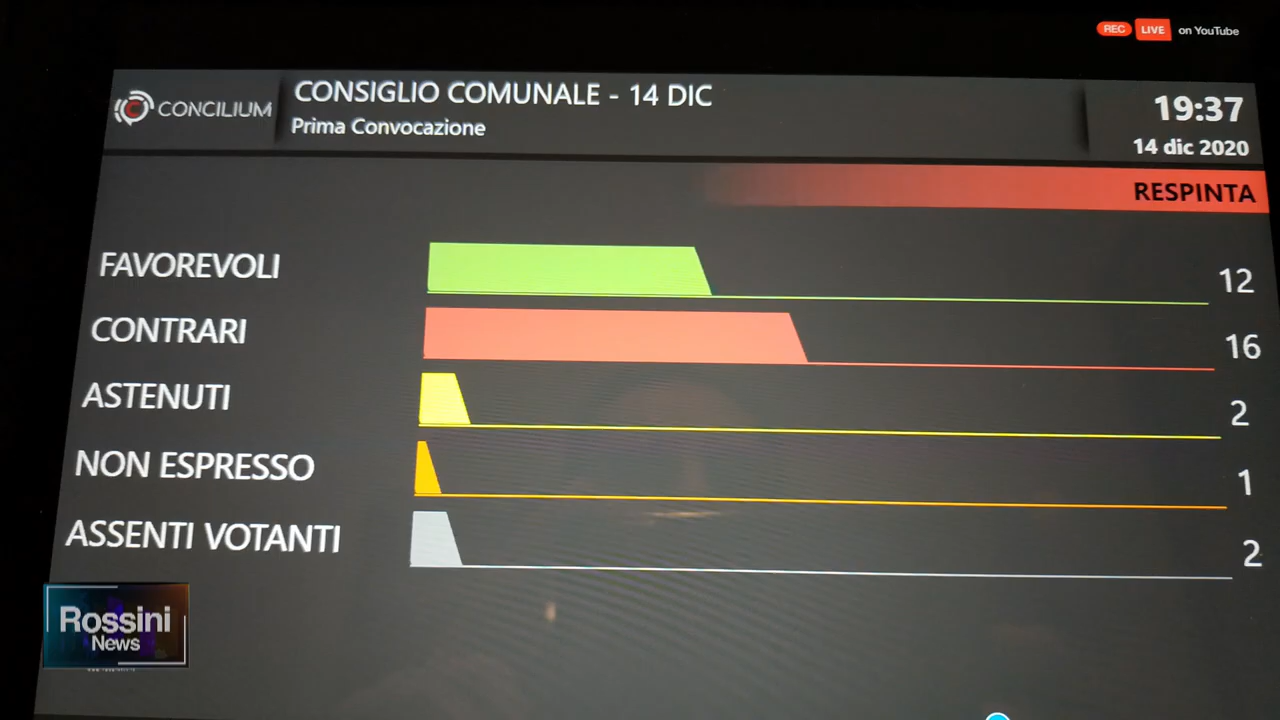 REC LIVE on YouTube
CONCILIUM
CONSIGLIO COMUNALE - 14 DIC
Prima Convocazione
19:37
14 dic 2020
RESPINTA
FAVOREVOLI 12
CONTRARI 16
ASTENUTI 2
NON ESPRESSO 1
ASSENTI VOTANTI 2
Rossini
News